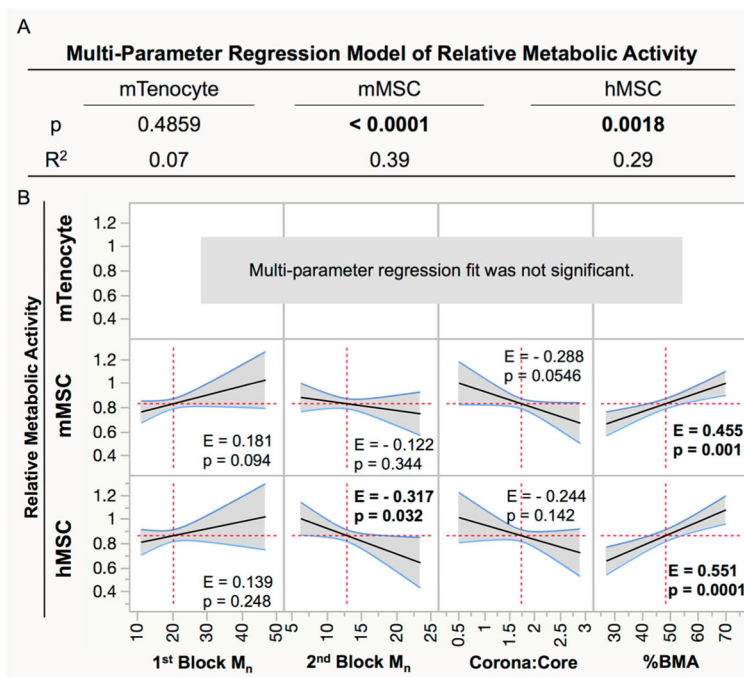 A
Multi-Parameter Regression Model of Relative Metabolic Activity
mTenocyte mMSC hMSC
p 0.4859 < 0.0001 0.0018
R² 0.07 0.39 0.29
B
Relative Metabolic Activity
mTenocyte
1.2
1
0.8
0.6
0.4
Multi-parameter regression fit was not significant.
mMSC
1.2
1
0.8
0.6
0.4
E = 0.181
p = 0.094
E = - 0.122
p = 0.344
E = - 0.288
p = 0.0546
E = 0.455
p = 0.001
hMSC
1.2
1
0.8
0.6
0.4
E = 0.139
p = 0.248
E = - 0.317
p = 0.032
E = - 0.244
p = 0.142
E = 0.551
p = 0.0001
10 20 30 40 50 5 10 15 20 25 0.5 1 1.5 2 2.5 3 30 40 50 60 70
1st Block Mn 2nd Block Mn Corona:Core %BMA